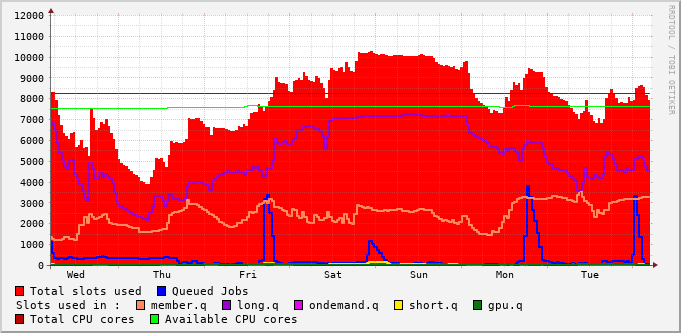 12000
11000
10000
9000
8000
7000
6000
5000
4000
3000
2000
1000
0
Wed Thu Fri Sat Sun Mon Tue
RRDTOOL / TOBI OETIKER
Total slots used Queued Jobs
Slots used in : member.q long.q ondemand.q short.q gpu.q
Total CPU cores Available CPU cores